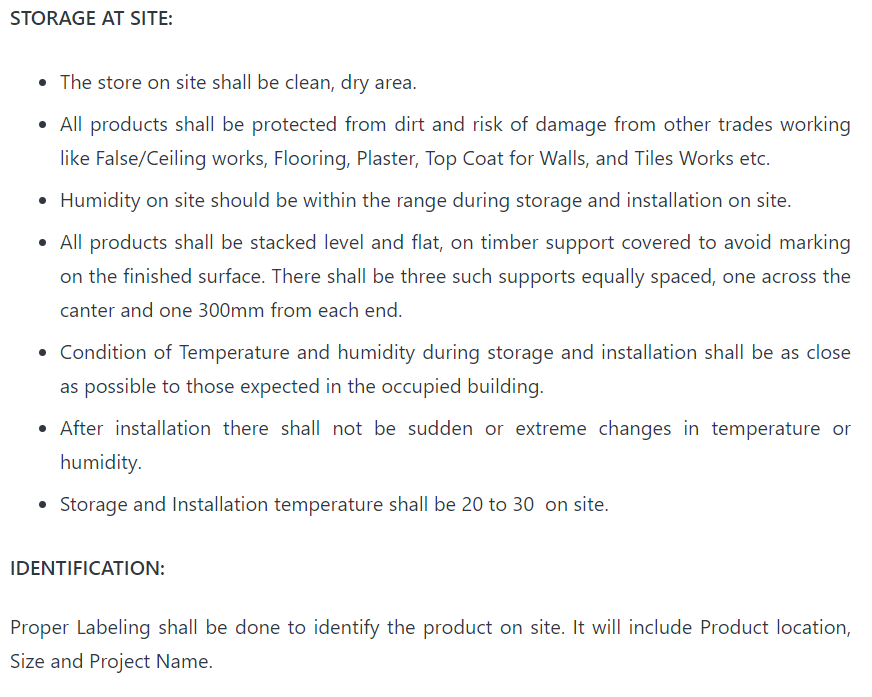 STORAGE AT SITE:
• The store on site shall be clean, dry area.
• All products shall be protected from dirt and risk of damage from other trades working
like False/Ceiling works, Flooring, Plaster, Top Coat for Walls, and Tiles Works etc.
• Humidity on site should be within the range during storage and installation on site.
• All products shall be stacked level and flat, on timber support covered to avoid marking
on the finished surface. There shall be three such supports equally spaced, one across the
canter and one 300mm from each end.
• Condition of Temperature and humidity during storage and installation shall be as close
as possible to those expected in the occupied building.
• After installation there shall not be sudden or extreme changes in temperature or
humidity.
• Storage and Installation temperature shall be 20 to 30  on site.
IDENTIFICATION:
Proper Labeling shall be done to identify the product on site. It will include Product location,
Size and Project Name.